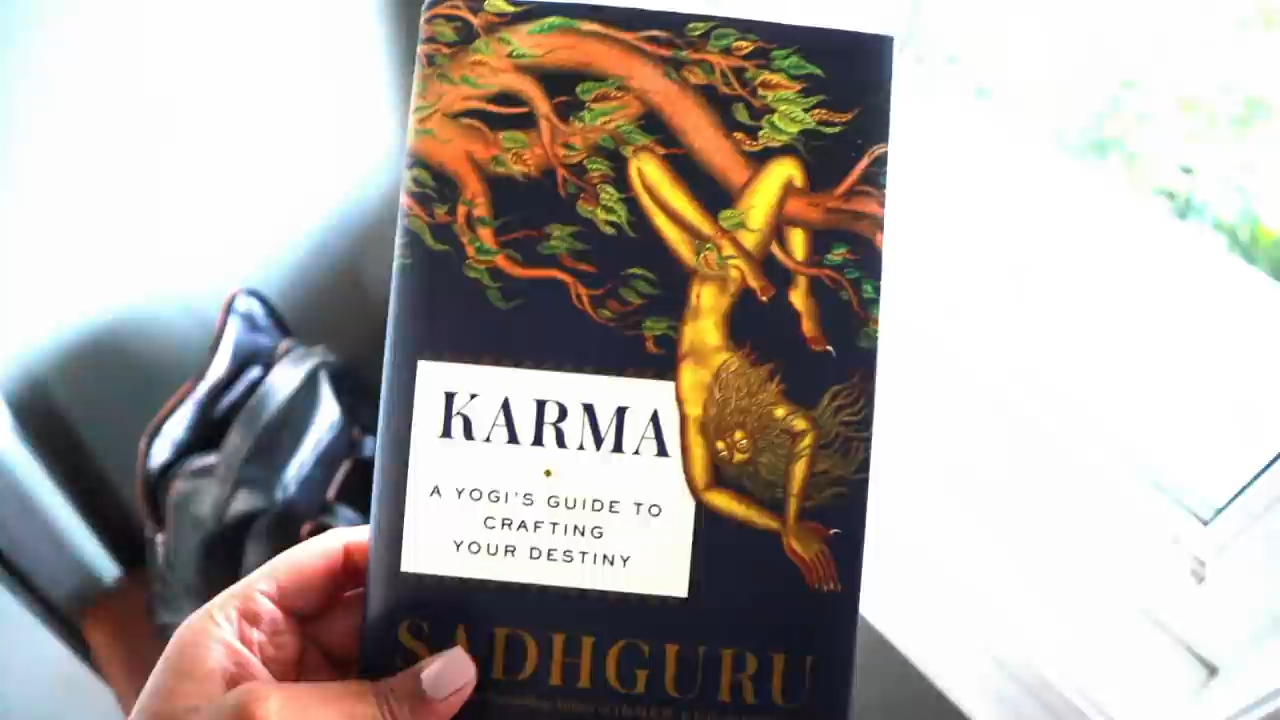 KARMA
A YOGI'S GUIDE TO
CRAFTING
YOUR DESTINY
SADHGURU